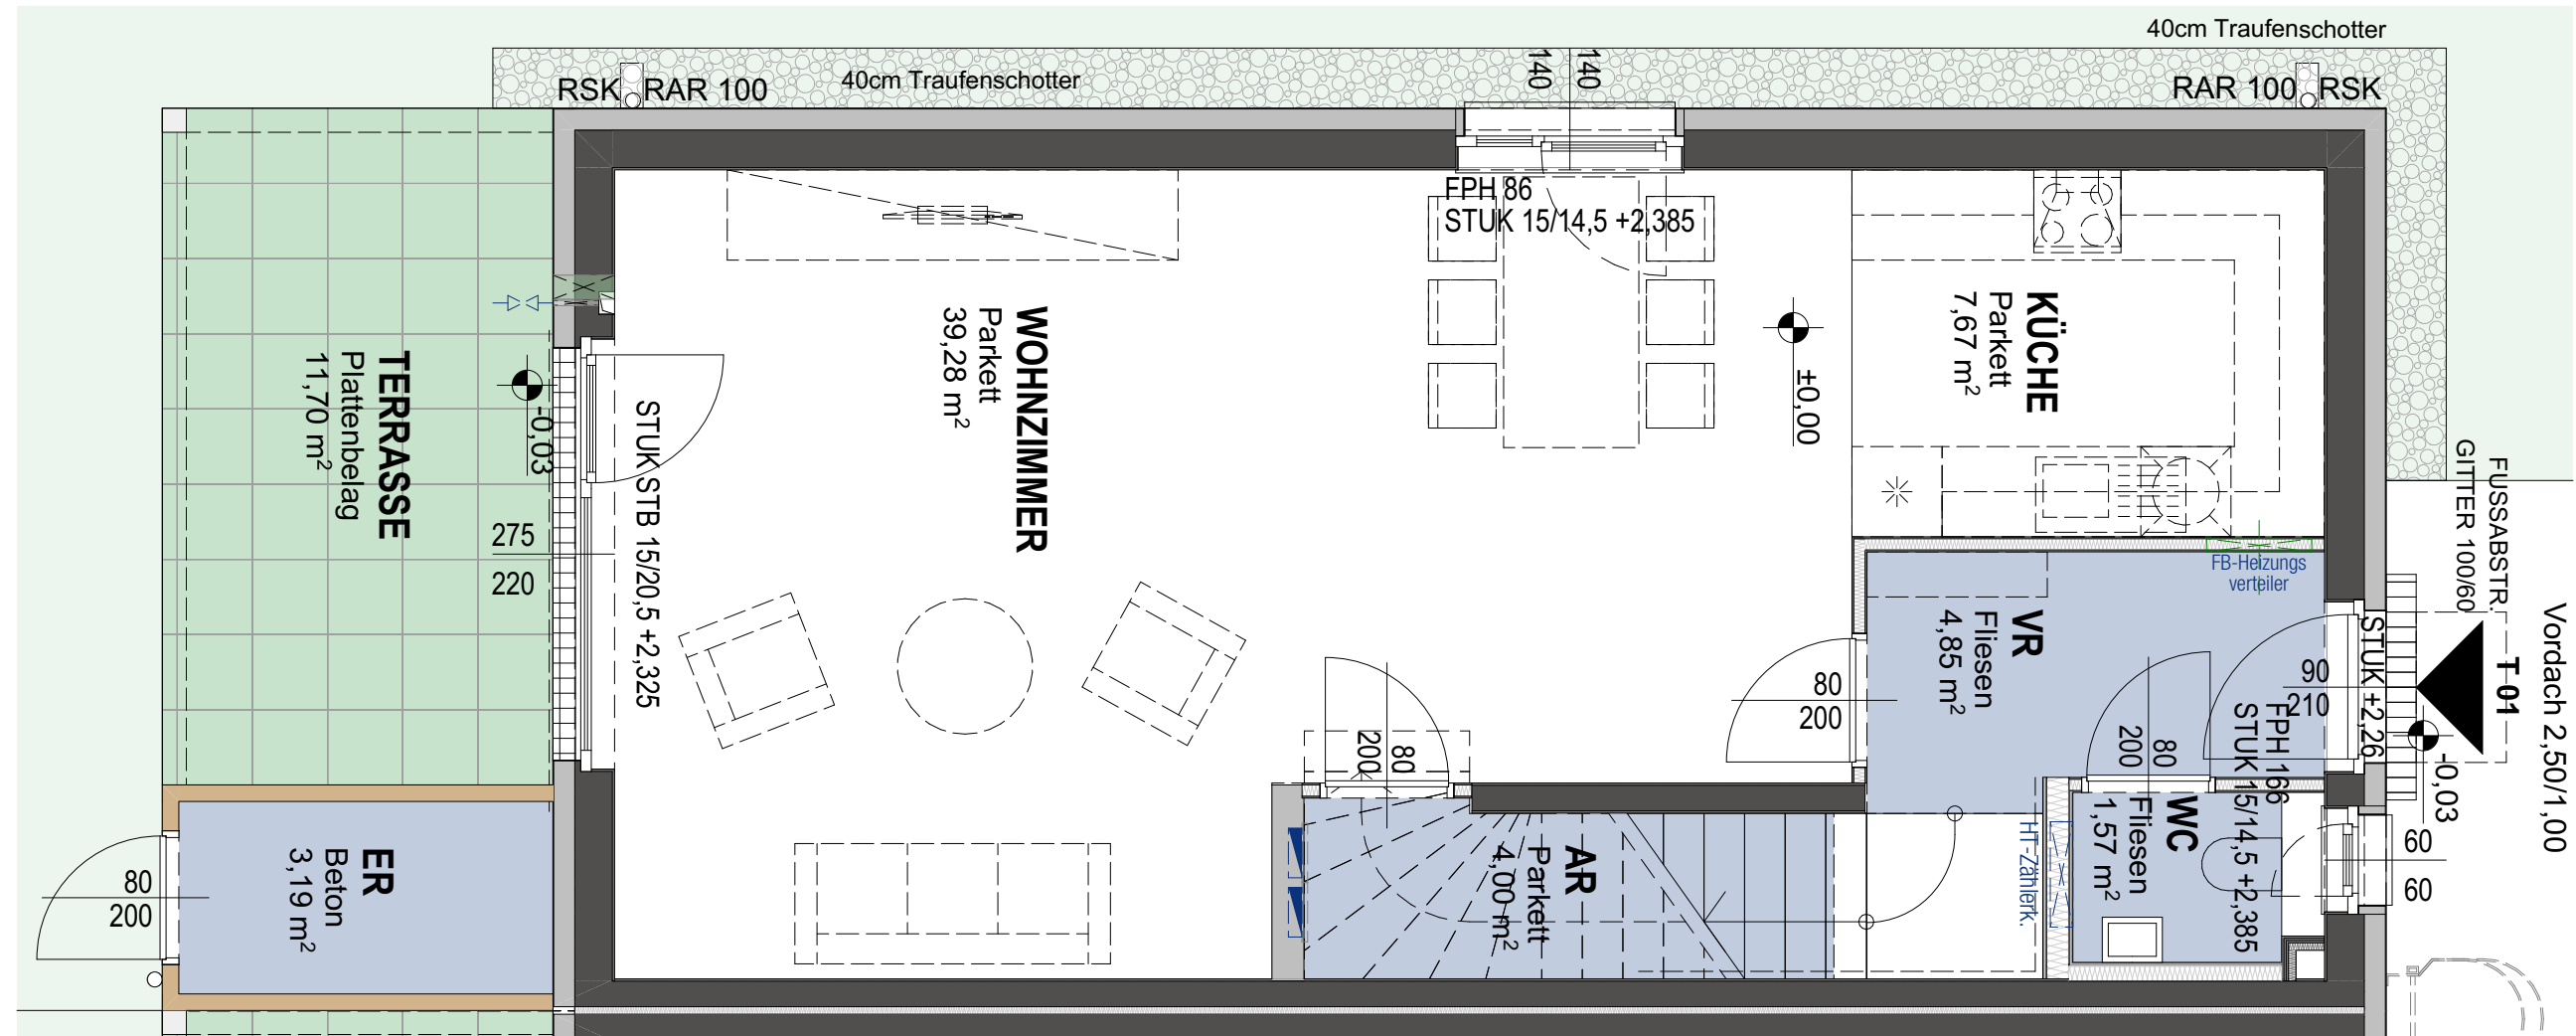 40cm Traufenschotter
RSK
RAR 100
40cm Traufenschotter
140
140
RAR 100
RSK
FPH 86
STUK 15/14,5 +2,385
TERRASSE
Plattenbelag
11,70 m²
-0,03
275
220
STUK STB 15/20,5 +2,325
WOHNZIMMER
Parkett
39,28 m²
±0,00
KÜCHE
Parkett
7,67 m²
FUSSABSTR.
GITTER 100/60
FB-Heizungs
verteiler
VR
Fliesen
4,85 m²
80
200
80
200
80
200
90
210
STUK +2,26
T 01
Vordach 2,50/1,00
-0,03
FPH 166
STUK 15/14,5 +2,385
WC
Fliesen
1,57 m²
60
60
HT-Zählerk.
AR
Parkett
4,00 m²
ER
Beton
3,19 m²
80
200